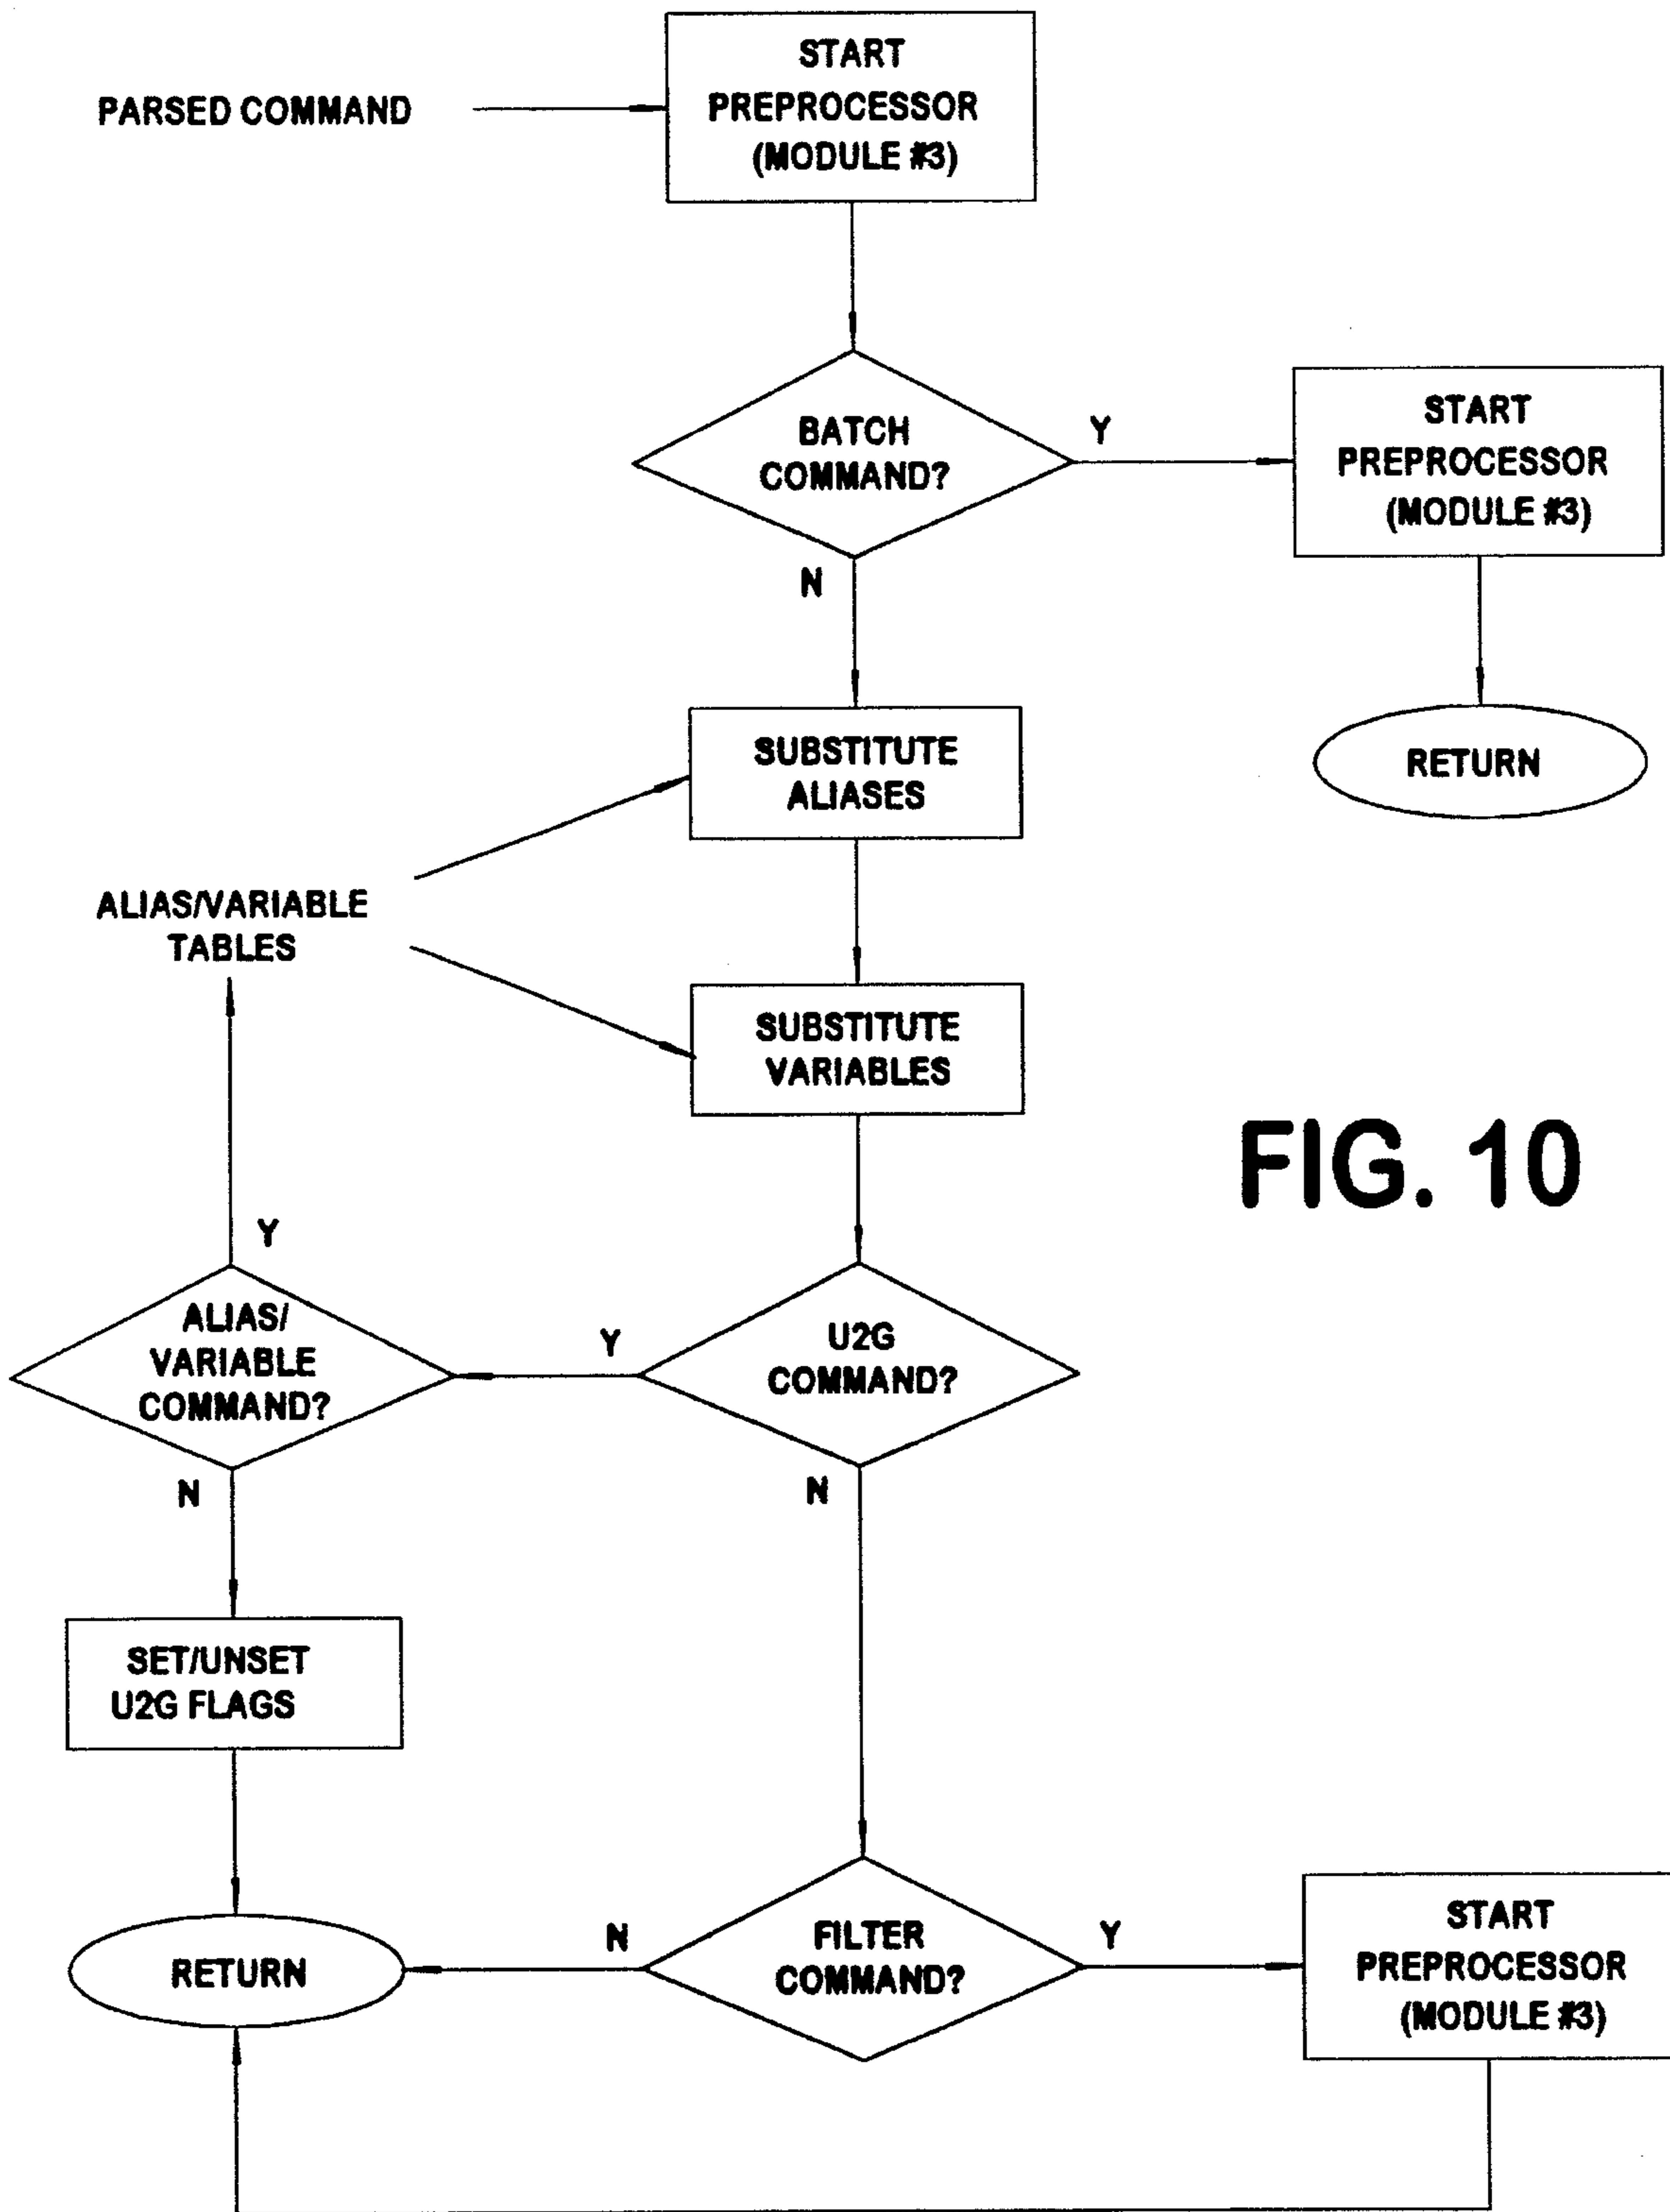 START
PREPROCESSOR
(MODULE #3)
PARSED COMMAND
BATCH
COMMAND?
Y
START
PREPROCESSOR
(MODULE #3)
N
RETURN
SUBSTITUTE
ALIASES
ALIAS/VARIABLE
TABLES
SUBSTITUTE
VARIABLES
FIG. 10
Y
ALIAS/
VARIABLE
COMMAND?
Y
U2G
COMMAND?
N
N
SET/UNSET
U2G FLAGS
RETURN
N
FILTER
COMMAND?
Y
START
PREPROCESSOR
(MODULE #3)